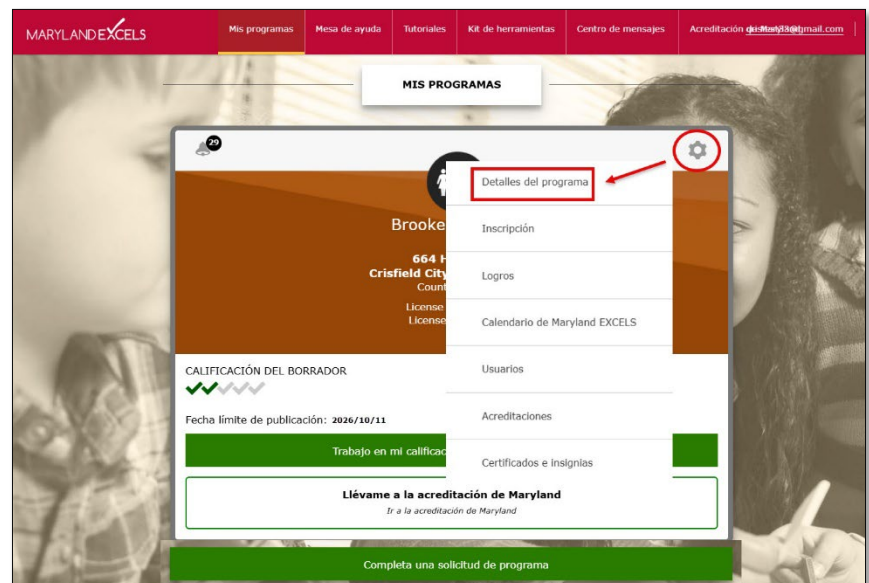 MARYLAND EXCELS
Mis programas
Mesa de ayuda
Tutoriales
Kit de herramientas
Centro de mensajes
Acreditación
@gmail.com
MIS PROGRAMAS
29
Detalles del programa
Inscripción
Logros
Calendario de Maryland EXCELS
Usuarios
Acreditaciones
Certificados e insignias
Brooke
664 H
Crisfield City
Count
License
License
CALIFICACIÓN DEL BORRADOR
Fecha límite de publicación: 2026/10/11
Trabajo en mi calificac
Llévame a la acreditación de Maryland
Ir a la acreditación de Maryland
Completa una solicitud de programa